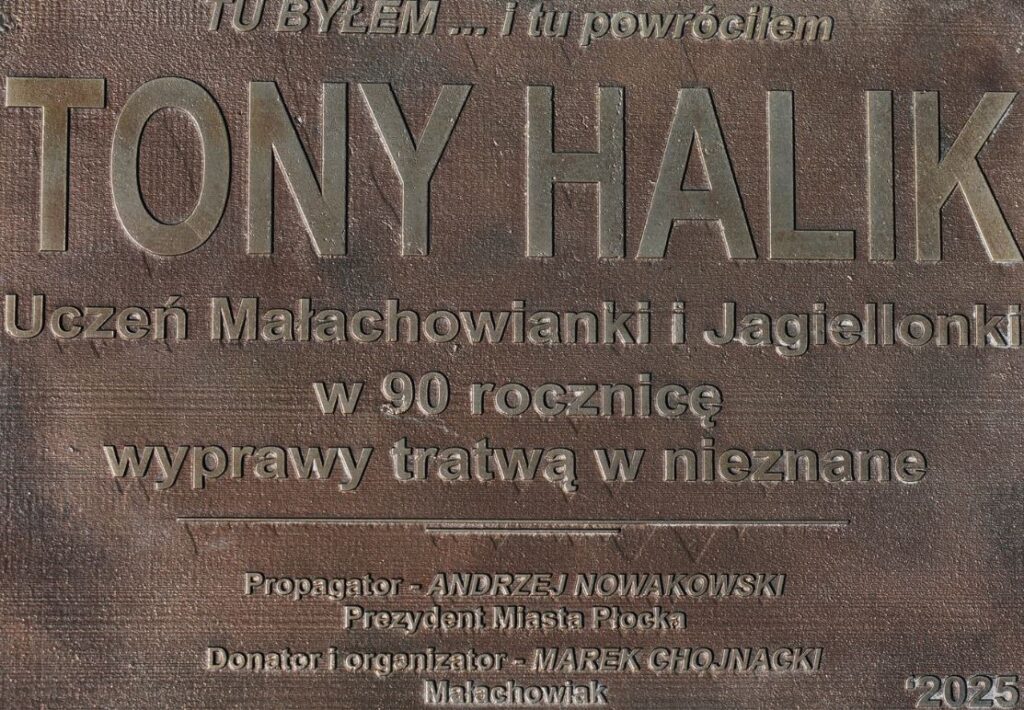 TU BYŁEM ... i tu powróciłem
TONY HALIK
Uczeń Małachowianki i Jagiellonki
w 90 rocznicę
wyprawy tratwą w nieznane
Propagator - ANDRZEJ NOWAKOWSKI
Prezydent Miasta Płocka
Donator i organizator - MAREK CHOJNACKI
Małachowiak
‘2025